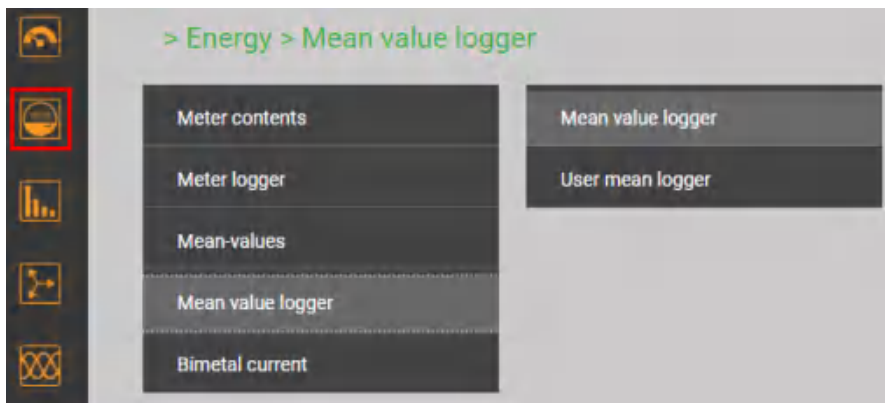 > Energy > Mean value logger
Meter contents
Meter logger
Mean-values
Mean value logger
Bimetal current
Mean value logger
User mean logger